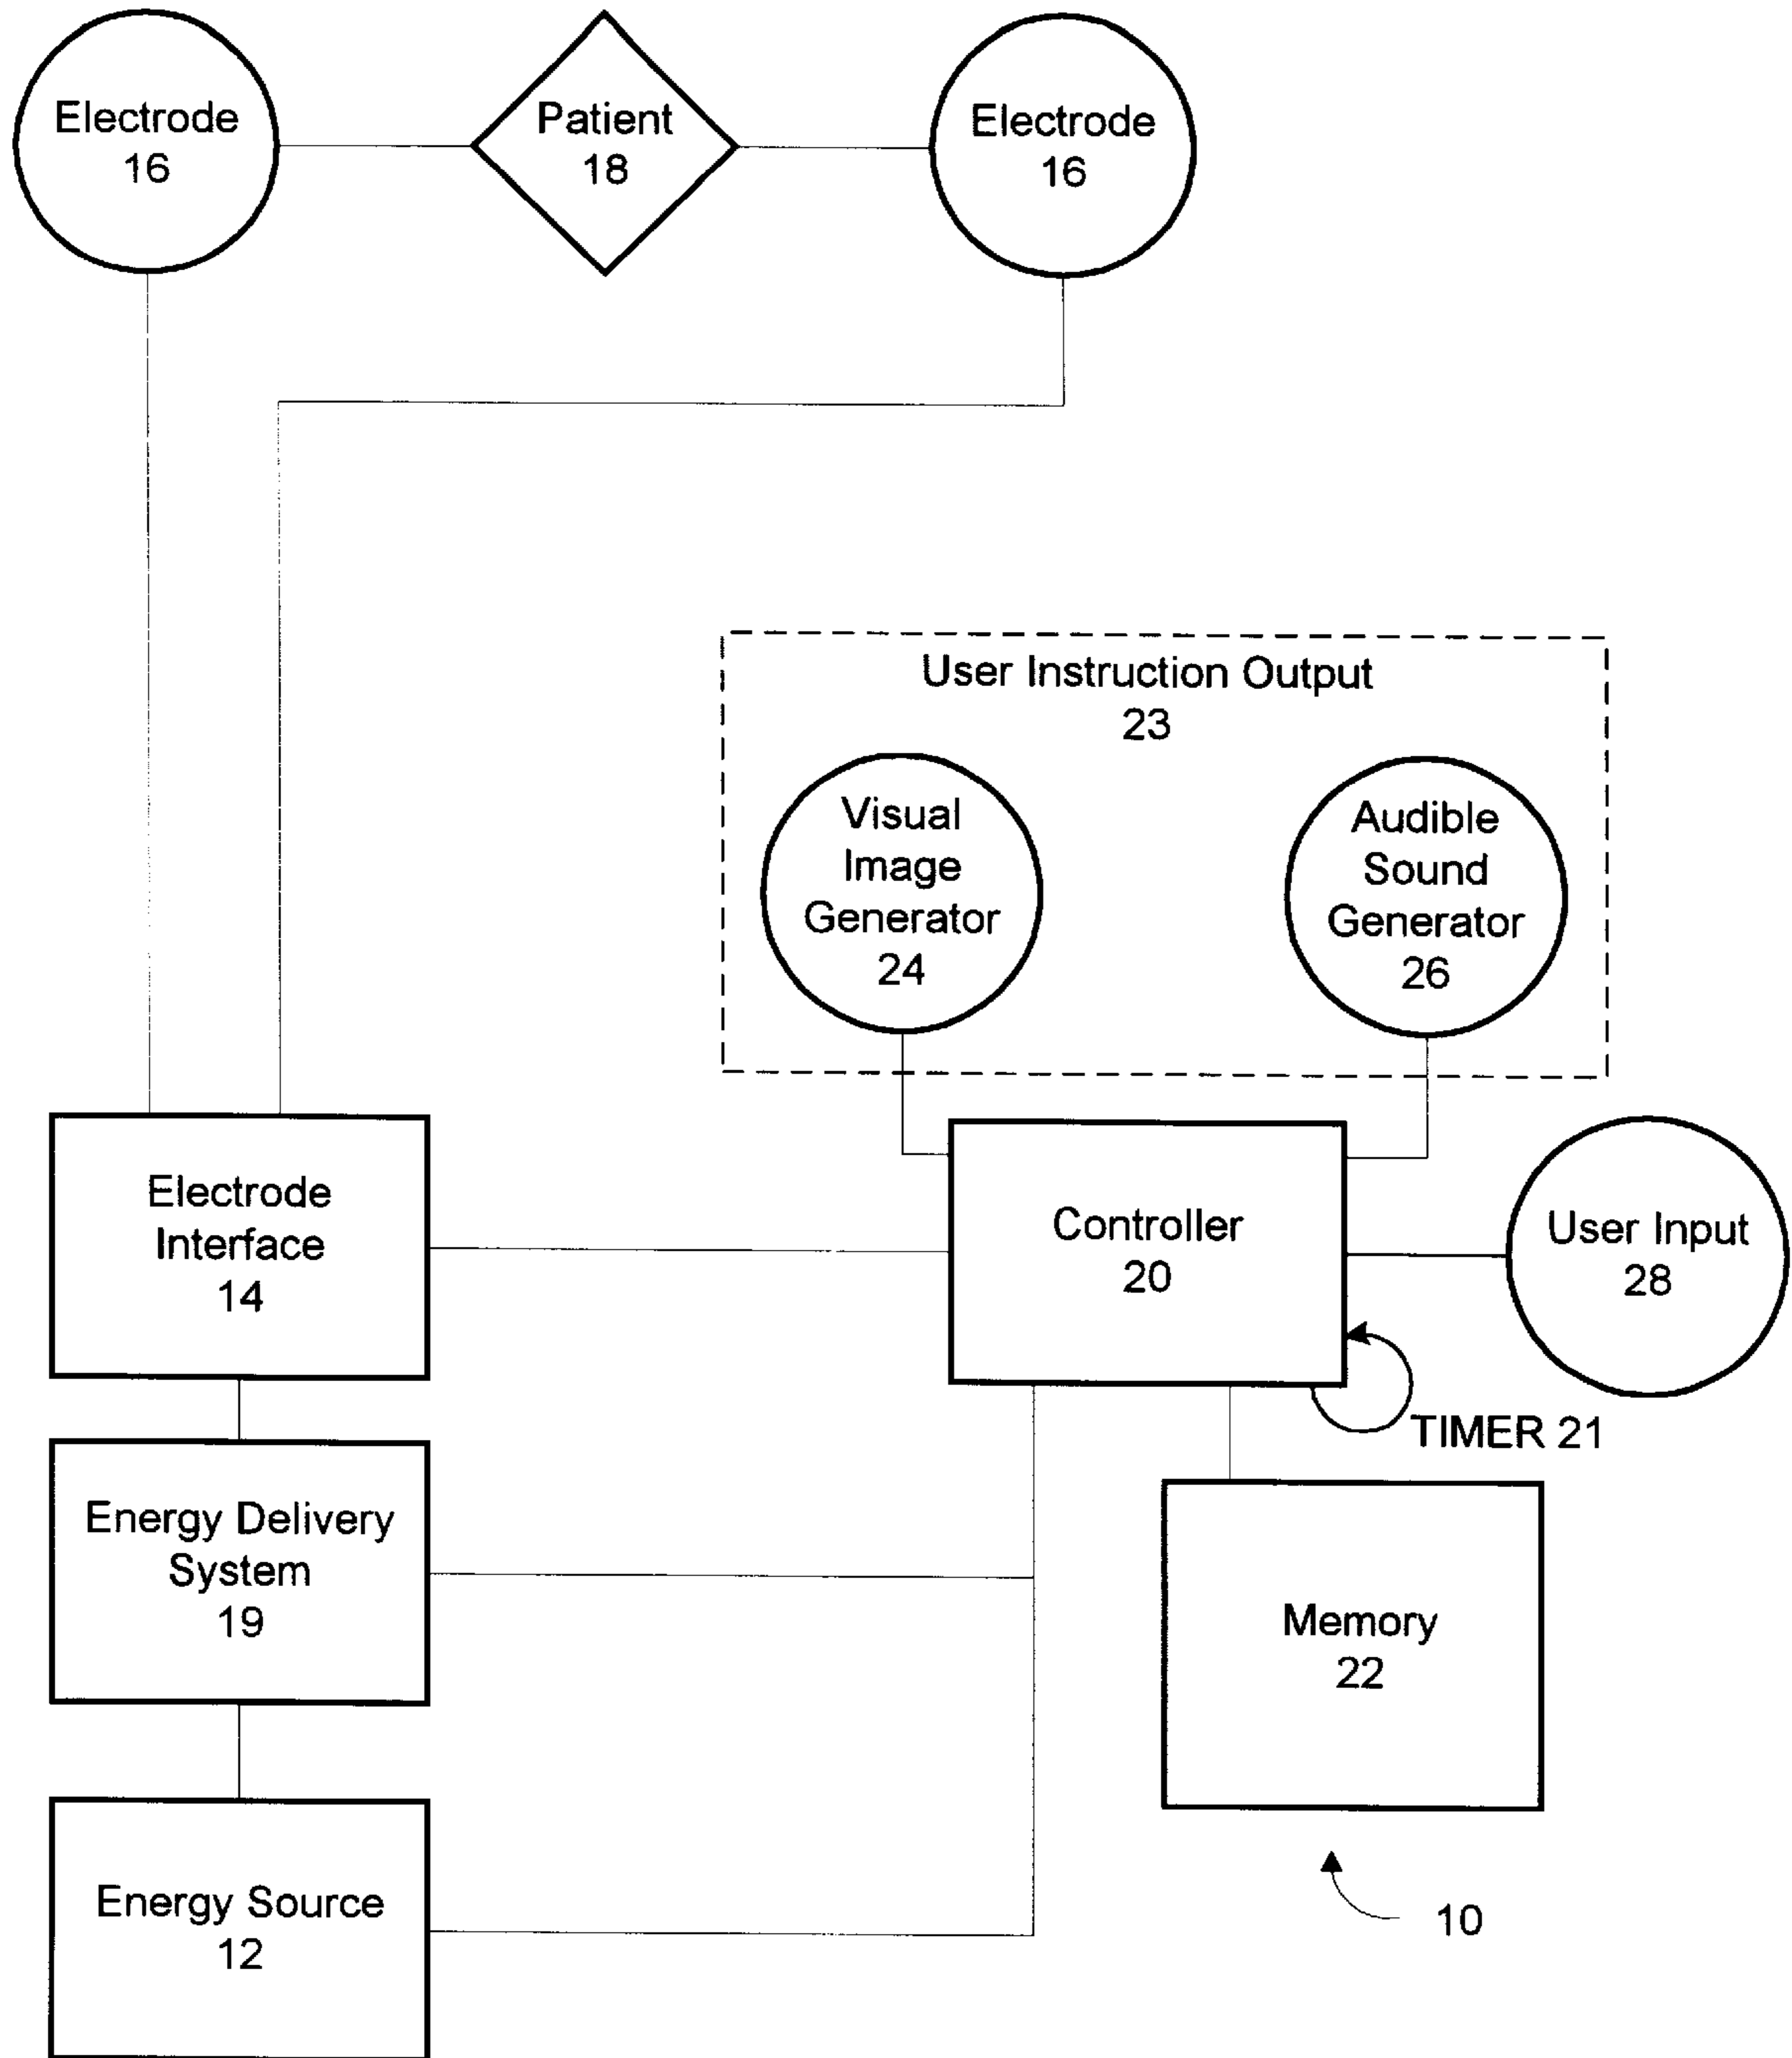 Electrode
16
Patient
18
Electrode
16
User Instruction Output
23
Visual
Image
Generator
24
Audible
Sound
Generator
26
Electrode
Interface
14
Controller
20
User Input
28
TIMER 21
Energy Delivery
System
19
Memory
22
Energy Source
12
10